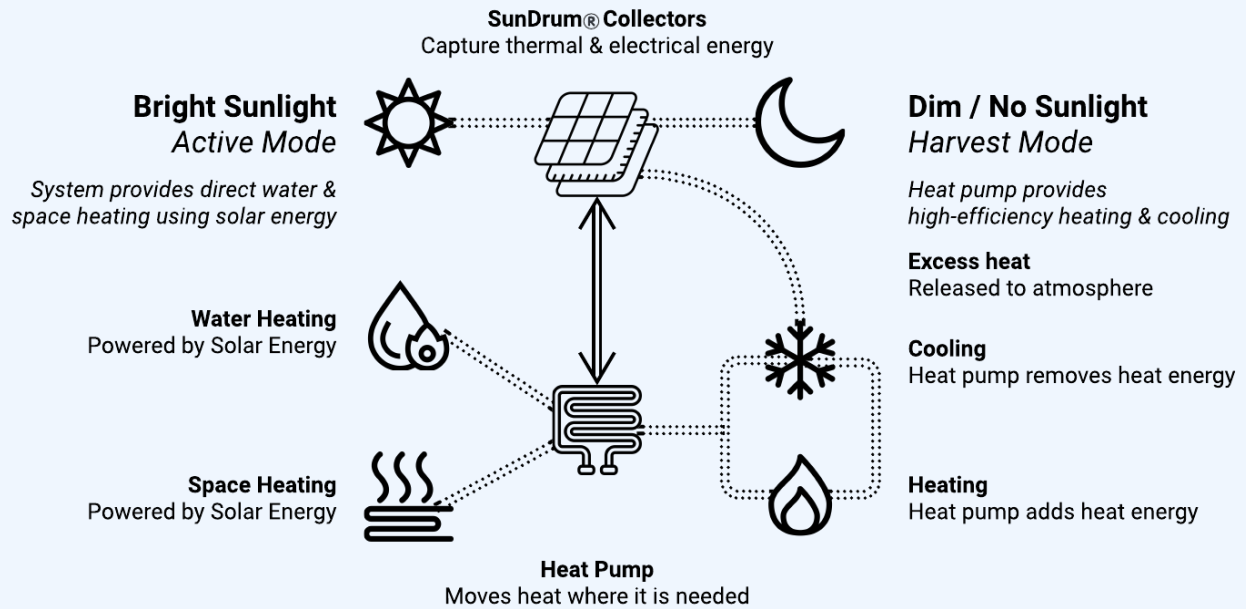 SunDrum® Collectors
Capture thermal & electrical energy
Bright Sunlight
Active Mode
System provides direct water &
space heating using solar energy
Dim / No Sunlight
Harvest Mode
Heat pump provides
high-efficiency heating & cooling
Excess heat
Released to atmosphere
Water Heating
Powered by Solar Energy
Cooling
Heat pump removes heat energy
Space Heating
Powered by Solar Energy
Heating
Heat pump adds heat energy
Heat Pump
Moves heat where it is needed